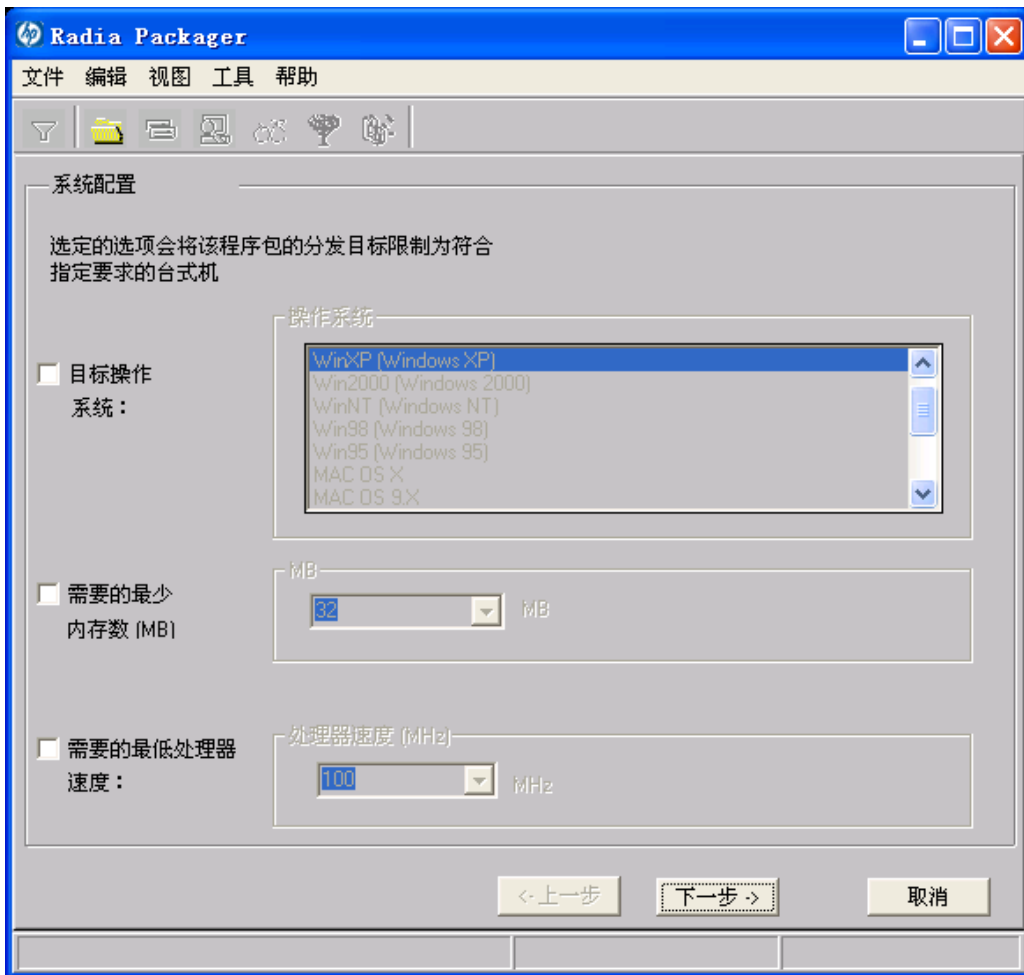 Radia Packager
文件 编辑 视图 工具 帮助
系统配置
选定的选项会将该程序包的分发目标限制为符合
指定要求的台式机
操作系统
目标操作
系统：
WinXP (Windows XP)
Win2000 (Windows 2000)
WinNT (Windows NT)
Win98 (Windows 98)
Win95 (Windows 95)
MAC OS X
MAC OS 9.X
MB
需要的最少
内存数 (MB)
32 MB
处理器速度 (MHz)
需要的最低处理器
速度：
100 MHz
<- 上一步 下一步 -> 取消